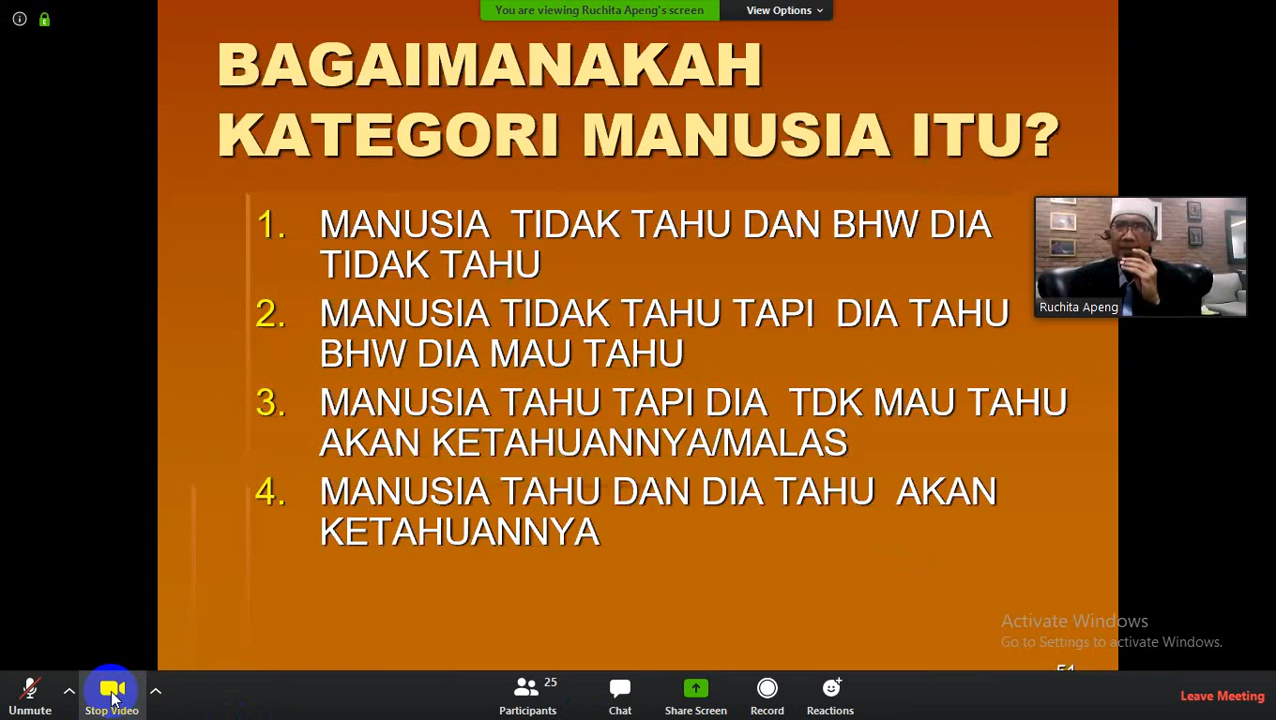 You are viewing Ruchita Apeng's screen
View Options
BAGAIMANAKAH
KATEGORI MANUSIA ITU?
1. MANUSIA TIDAK TAHU DAN BHW DIA
TIDAK TAHU
2. MANUSIA TIDAK TAHU TAPI DIA TAHU
BHW DIA MAU TAHU
3. MANUSIA TAHU TAPI DIA TDK MAU TAHU
AKAN KETAHUANNYA/MALAS
4. MANUSIA TAHU DAN DIA TAHU AKAN
KETAHUANNYA
Ruchita Apeng
Activate Windows
Go to Settings to activate Windows.
51
Unmute
Stop Video
Participants 25
Chat
Share Screen
Record
Reactions
Leave Meeting